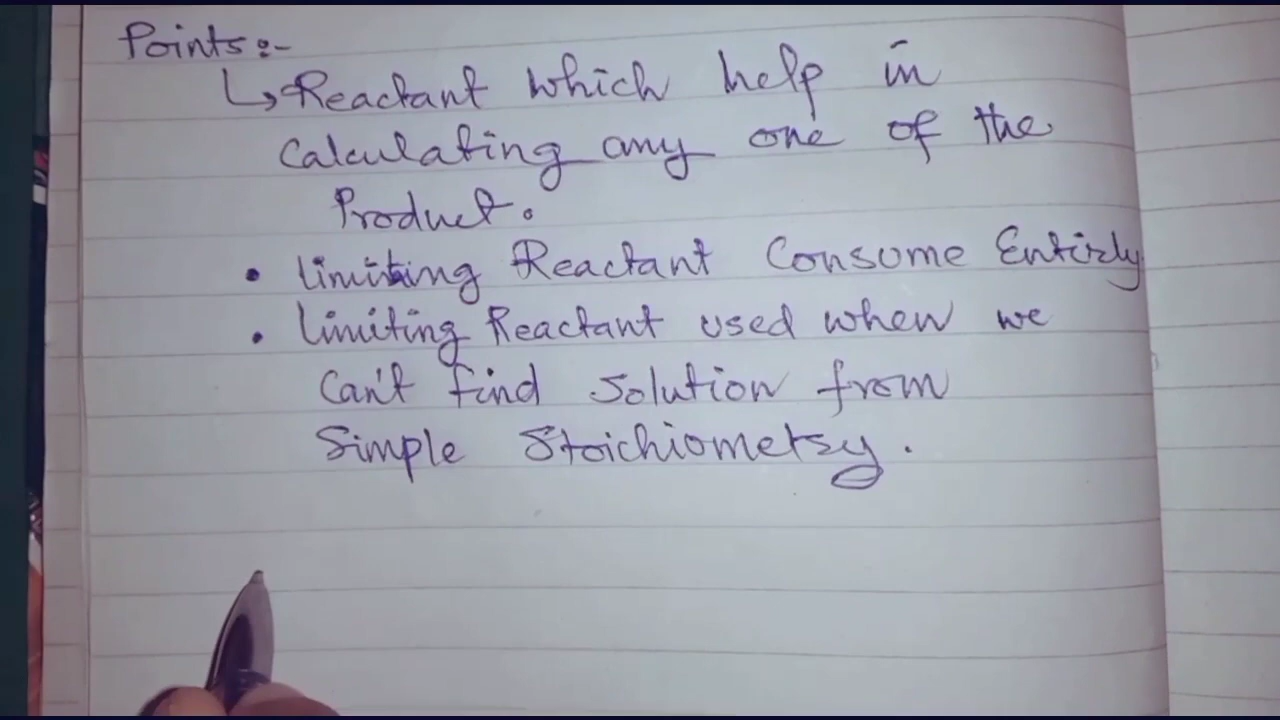 Points:-
↳ Reactant which help in
Calculating any one of the
Product.
• limiting Reactant Consume Entirly
• limiting Reactant used when we
Can't find Solution from
Simple Stoichiometry.